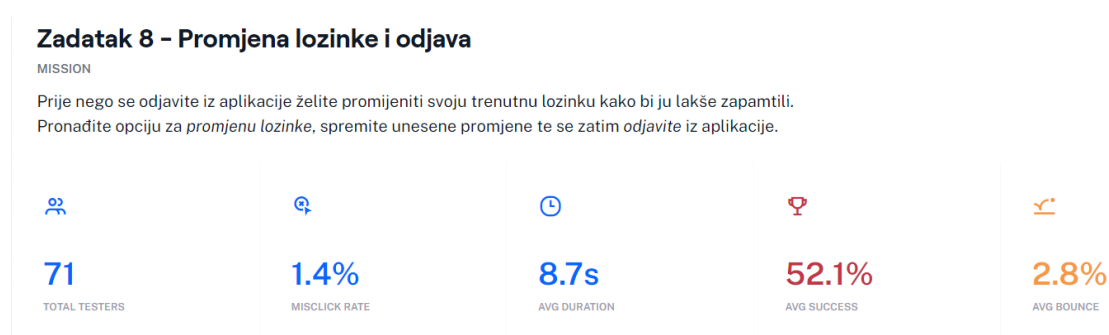 Zadatak 8 – Promjena lozinke i odjava
MISSION
Prije nego se odjavite iz aplikacije želite promijeniti svoju trenutnu lozinku kako bi ju lakše zapamtili.
Pronađite opciju za promjenu lozinke, spremite unesene promjene te se zatim odjavite iz aplikacije.
71
TOTAL TESTERS
1.4%
MISCLICK RATE
8.7s
AVG DURATION
52.1%
AVG SUCCESS
2.8%
AVG BOUNCE